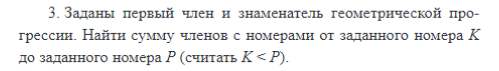 3. Заданы первый член и знаменатель геометрической про-
грессии. Найти сумму членов с номерами от заданного номера K
до заданного номера P (считать K < P).